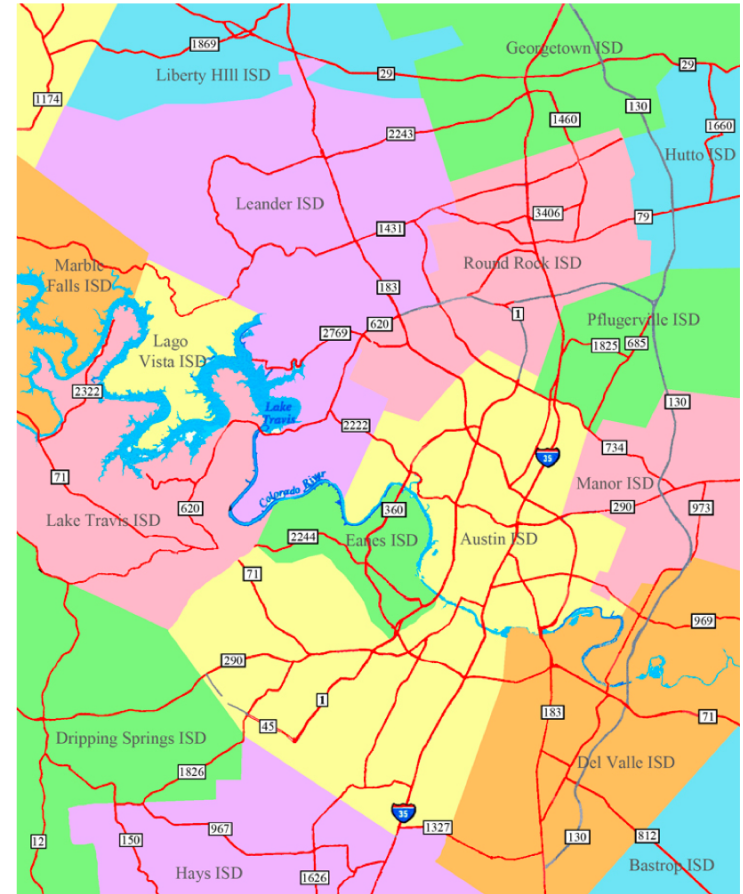 Georgetown ISD
1869
Liberty HIll ISD
29
29
1174
130
1460
1660
2243
Hutto ISD
Leander ISD
3406
79
1431
Round Rock ISD
Marble
Falls ISD
183
1
Pflugerville ISD
620
2769
Lago
Vista ISD
1825
685
2322
130
Lake
Travis
2222
734
35
71
Manor ISD
290
Colorado River
620
360
973
Lake Travis ISD
2244
Eanes ISD
Austin ISD
71
969
290
1
183
71
45
Dripping Springs ISD
1826
Del Valle ISD
35
967
1327
130
812
12
150
Hays ISD
1626
Bastrop ISD